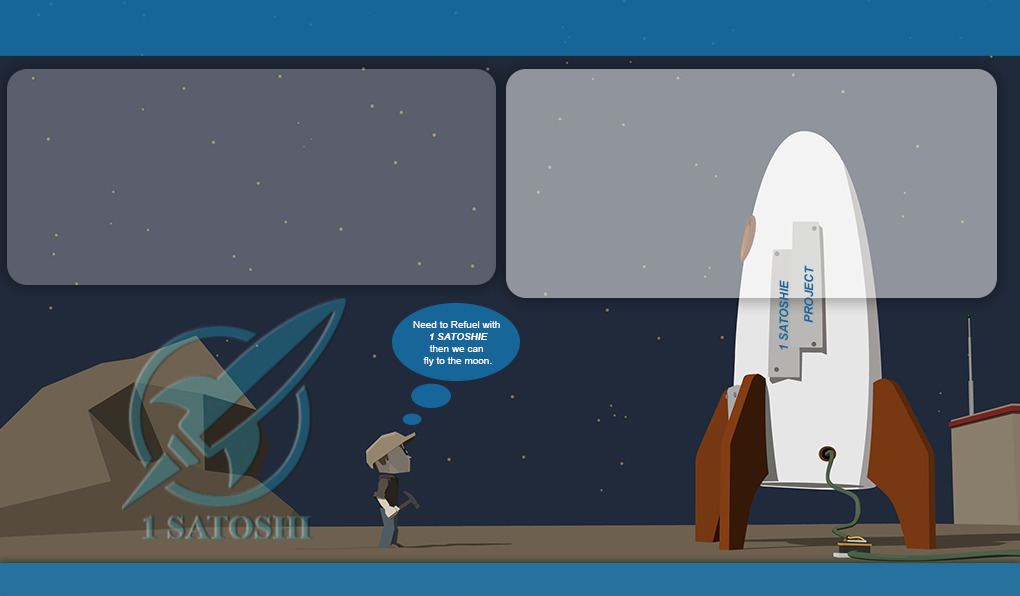 Need to Refuel with
1 SATOSHIE
then we can
fly to the moon.
1 SATOSHIE
PROJECT
1 SATOSHI